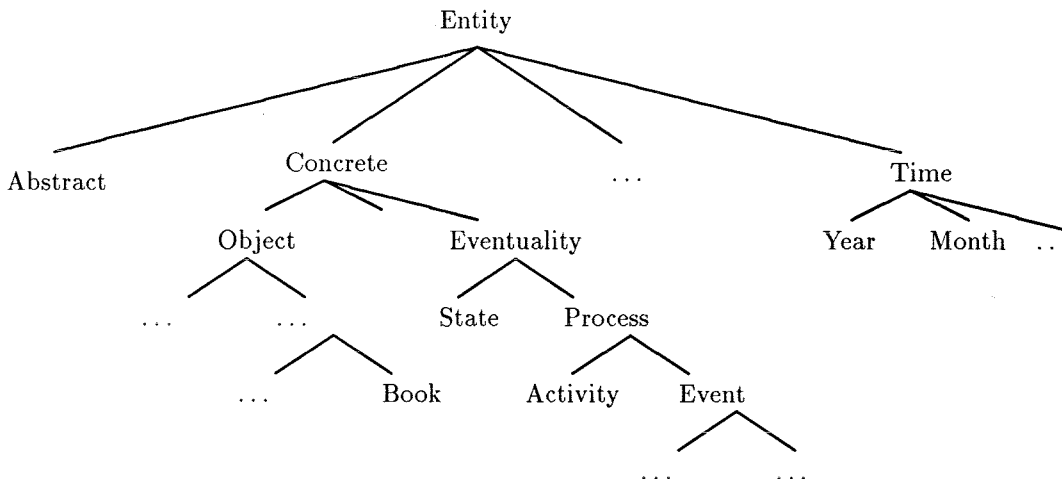 Entity
Abstract Concrete ... Time
Object Eventuality Year Month ..
... ... State Process
... Book Activity Event
... ...